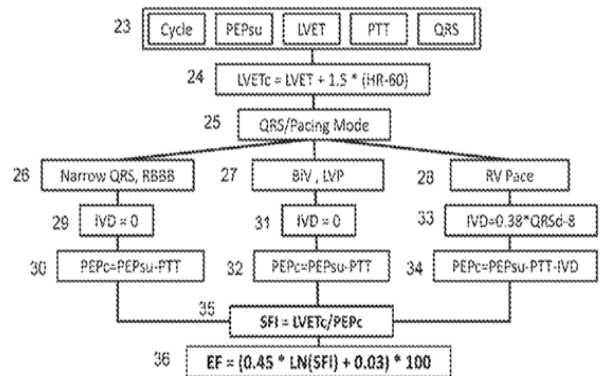 23 Cycle PEPsu LVET PTT QRS
24 LVETc = LVET + 1.5 * (HR-60)
25 QRS/Pacing Mode
26 Narrow QRS, RBBB 27 BiV , LVP 28 RV Pace
29 IVD = 0 31 IVD = 0 33 IVD=0.38*QRSd-8
30 PEPc=PEPsu-PTT 32 PEPc=PEPsu-PTT 34 PEPc=PEPsu-PTT-IVD
35 SFI = LVETc/PEPc
36 EF = (0.45 * LN(SFI) + 0.03) * 100